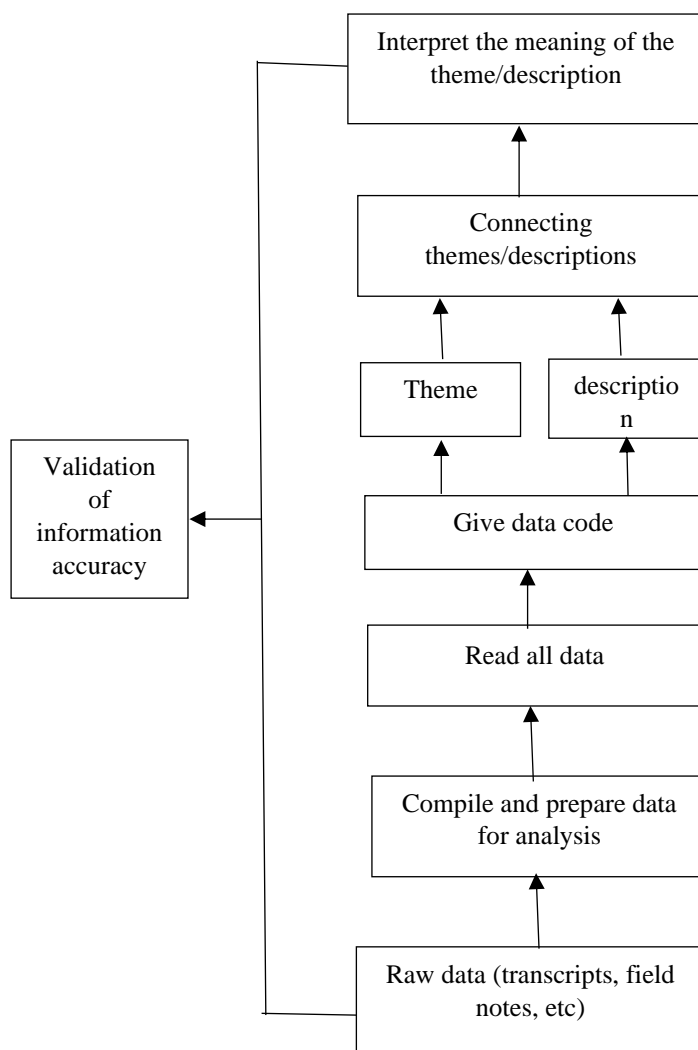 Interpret the meaning of the
theme/description
Connecting
themes/descriptions
Theme
descriptio
n
Validation
of
information
accuracy
Give data code
Read all data
Compile and prepare data
for analysis
Raw data (transcripts, field
notes, etc)